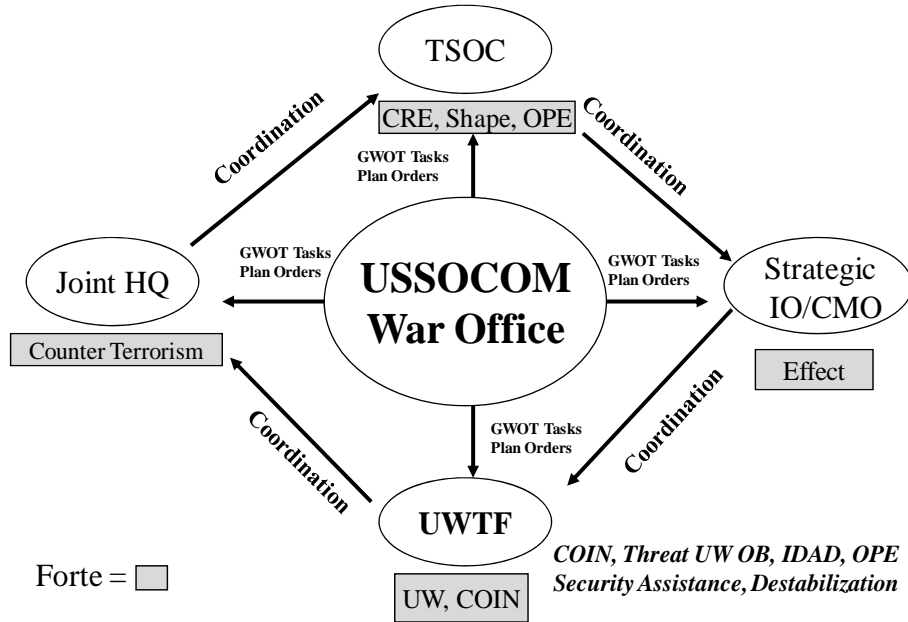 TSOC
CRE, Shape, OPE
Coordination
Coordination
GWOT Tasks
Plan Orders
Joint HQ
Counter Terrorism
GWOT Tasks
Plan Orders
USSOCOM
War Office
GWOT Tasks
Plan Orders
Strategic
IO/CMO
Effect
GWOT Tasks
Plan Orders
Coordination
Coordination
UWTF
UW, COIN
COIN, Threat UW OB, IDAD, OPE
Security Assistance, Destabilization
Forte =